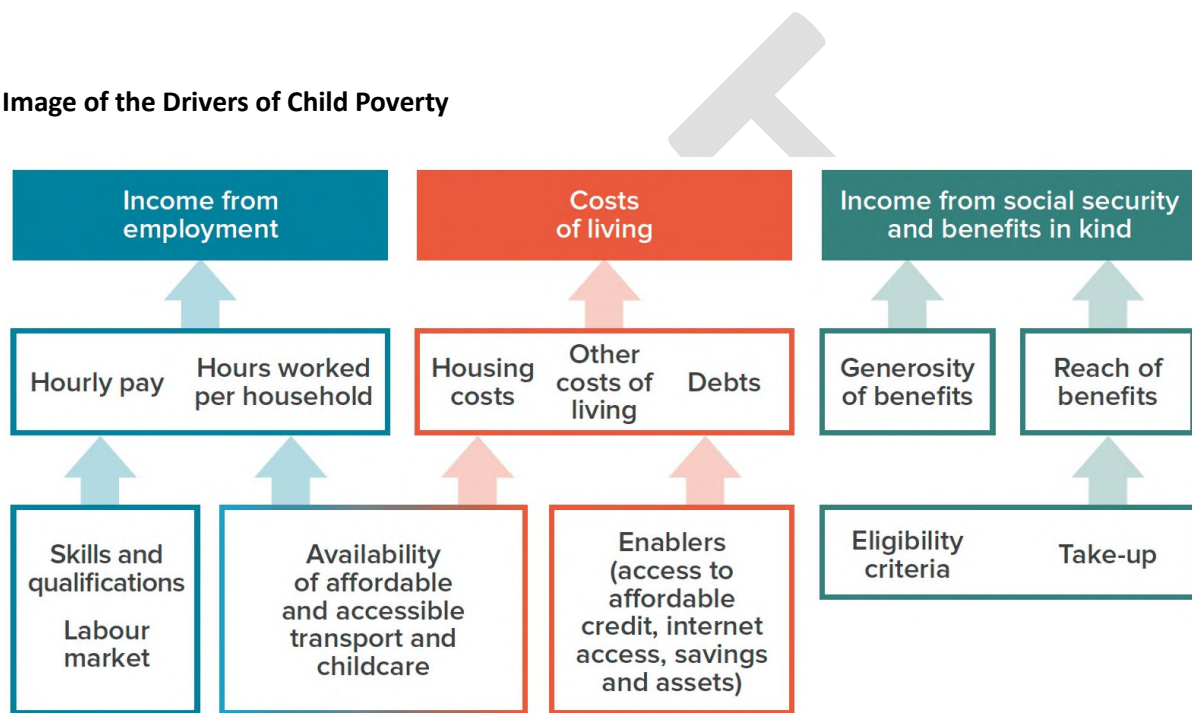 Image of the Drivers of Child Poverty
Income from
employment
Costs
of living
Income from social security
and benefits in kind
Hourly pay
Hours worked
per household
Housing
costs
Other
costs of
living
Debts
Generosity
of benefits
Reach of
benefits
Skills and
qualifications
Labour
market
Availability
of affordable
and accessible
transport and
childcare
Enablers
(access to
affordable
credit, internet
access, savings
and assets)
Eligibility
criteria
Take-up